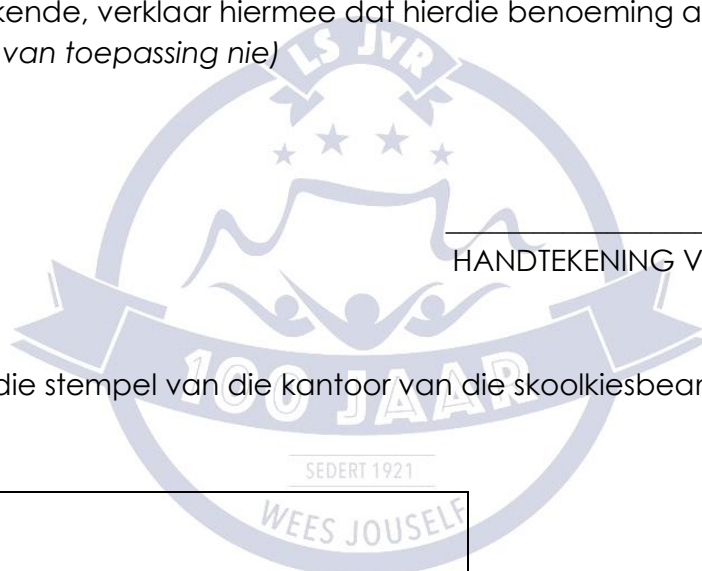 kende, verklaar hiermee dat hierdie benoeming a
van toepassing nie)
LS JvR
HANDTEKENING V
100 JAAR
die stempel van die kantoor van die skoolkiesbear
SEDERT 1921
WEES JOUSELF